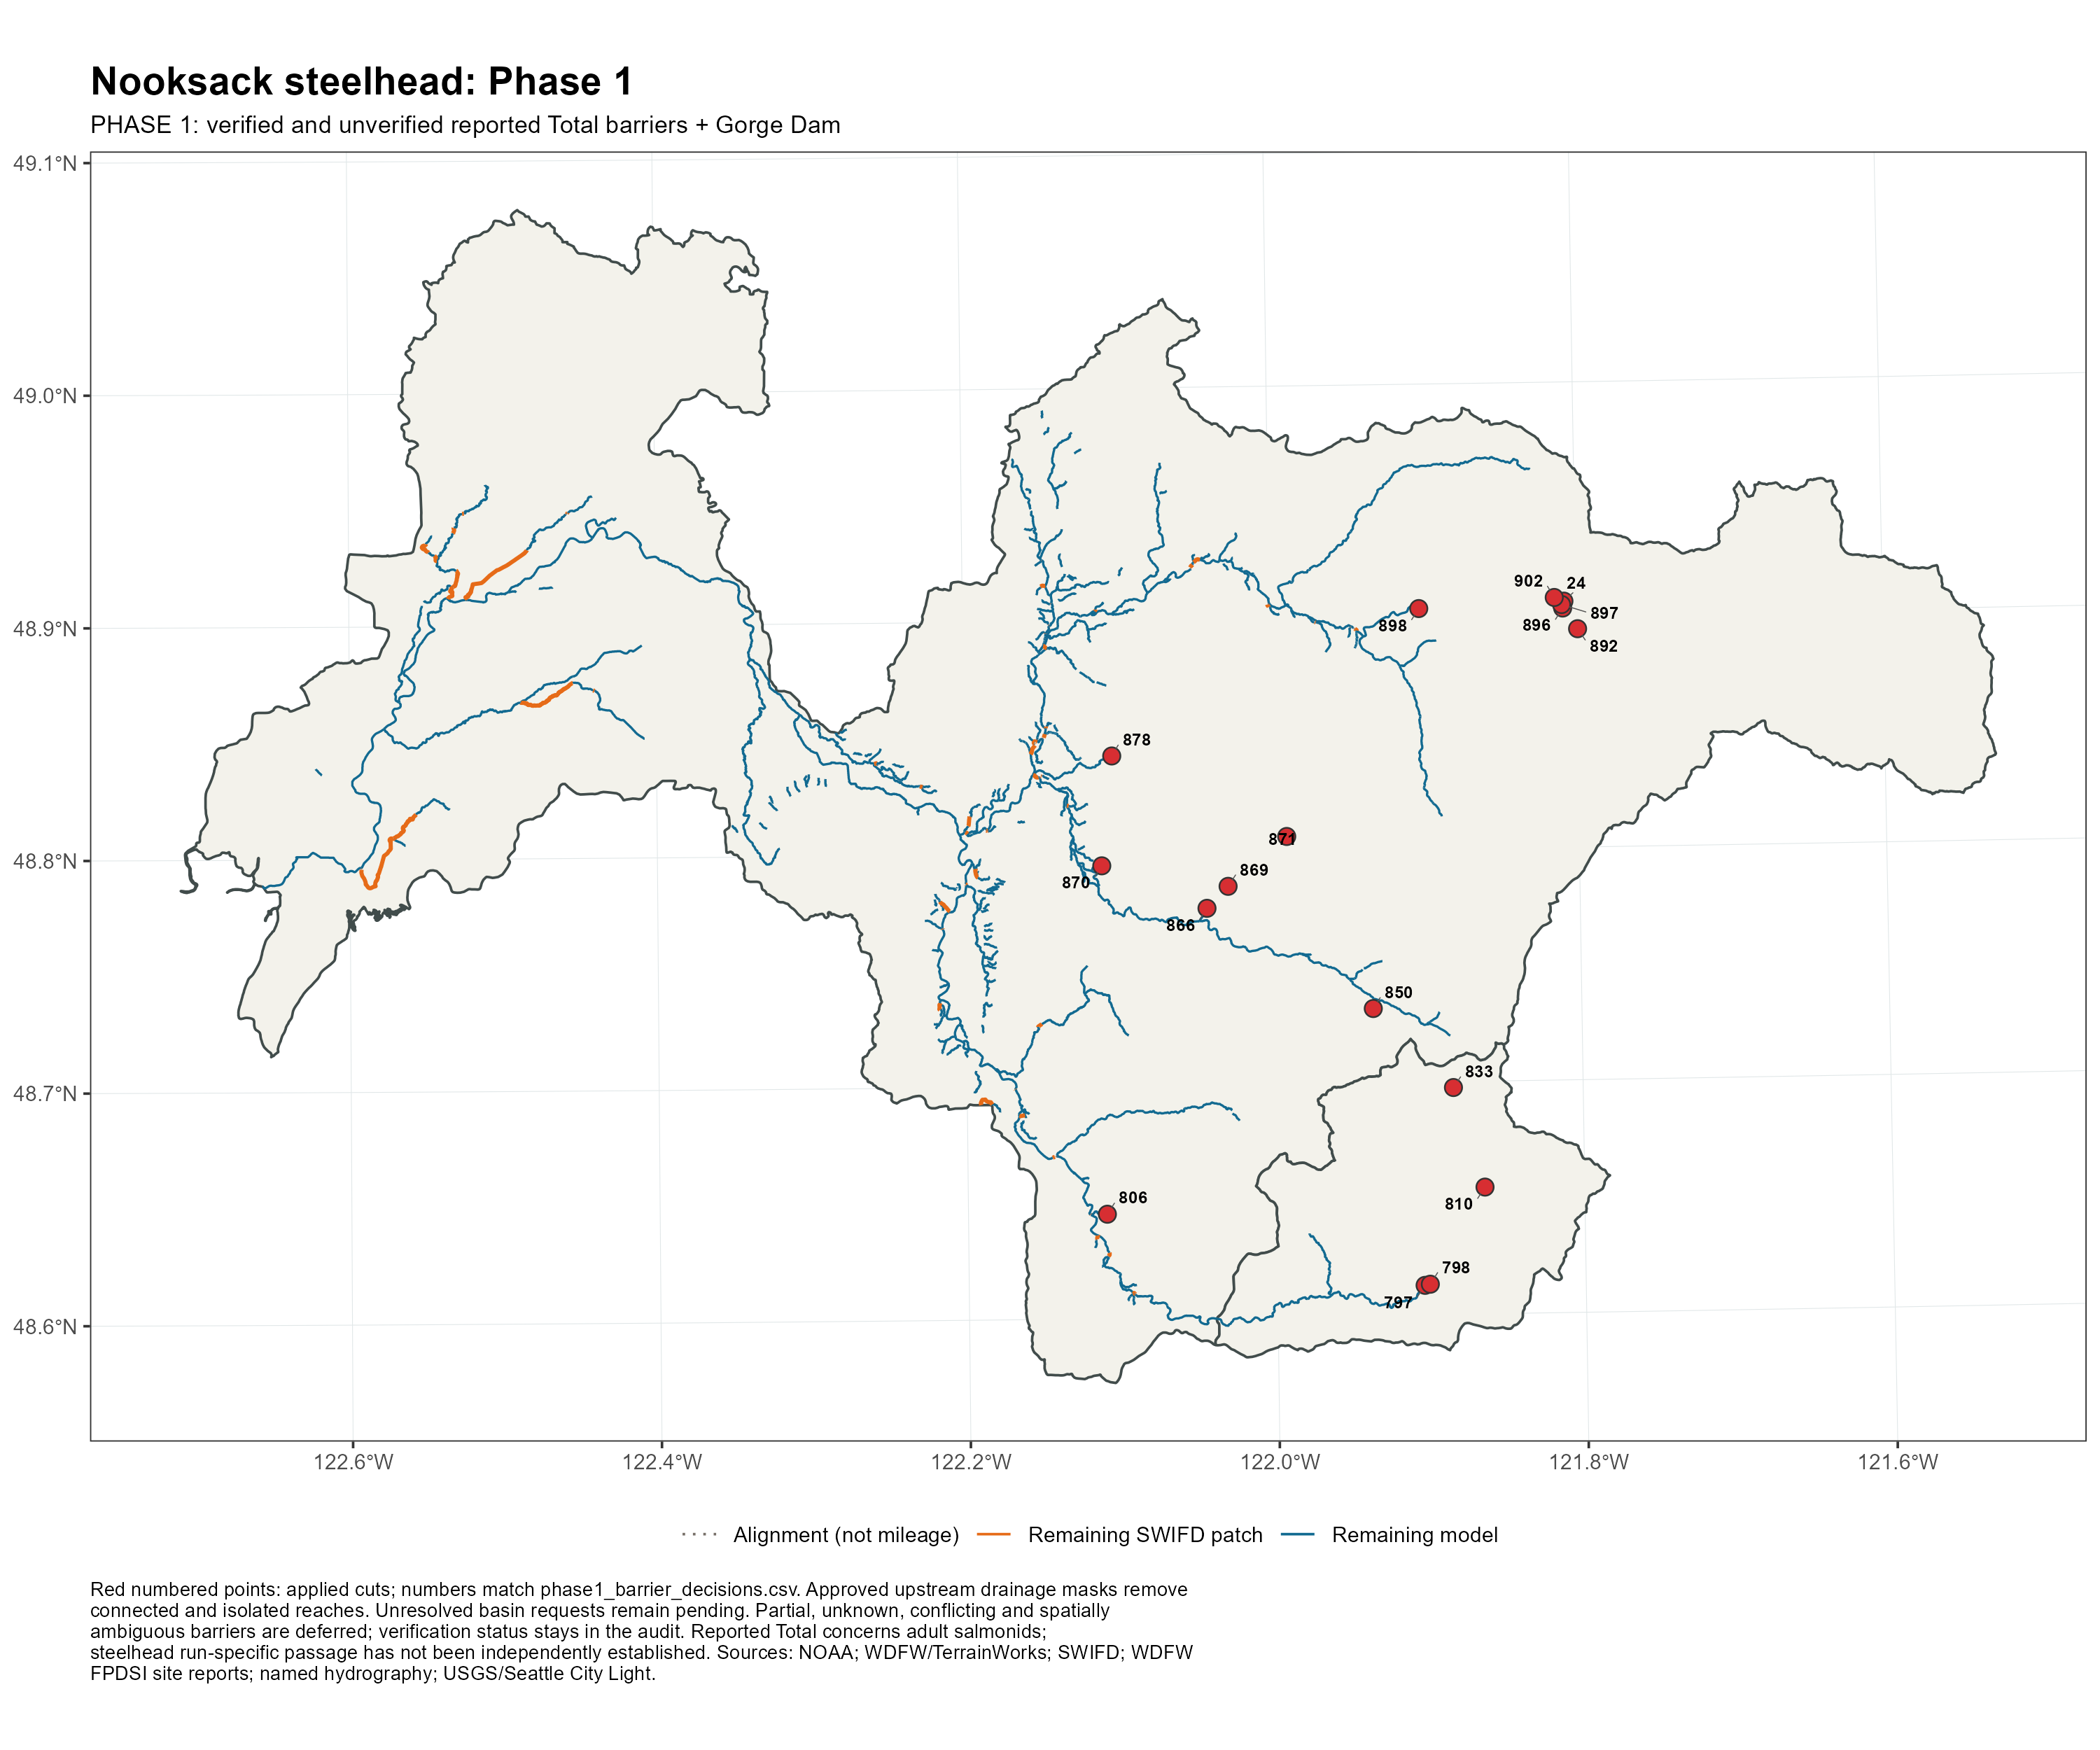 Nooksack steelhead: Phase 1
PHASE 1: verified and unverified reported Total barriers + Gorge Dam
49.1°N
49.0°N
48.9°N
48.8°N
48.7°N
48.6°N
902
24
897
896
892
898
878
871
869
870
866
850
833
810
806
798
797
122.6°W
122.4°W
122.2°W
122.0°W
121.8°W
121.6°W
Alignment (not mileage)
Remaining SWIFD patch
Remaining model
Red numbered points: applied cuts; numbers match phase1_barrier_decisions.csv. Approved upstream drainage masks remove
connected and isolated reaches. Unresolved basin requests remain pending. Partial, unknown, conflicting and spatially
ambiguous barriers are deferred; verification status stays in the audit. Reported Total concerns adult salmonids;
steelhead run-specific passage has not been independently established. Sources: NOAA; WDFW/TerrainWorks; SWIFD; WDFW
FPDSI site reports; named hydrography; USGS/Seattle City Light.